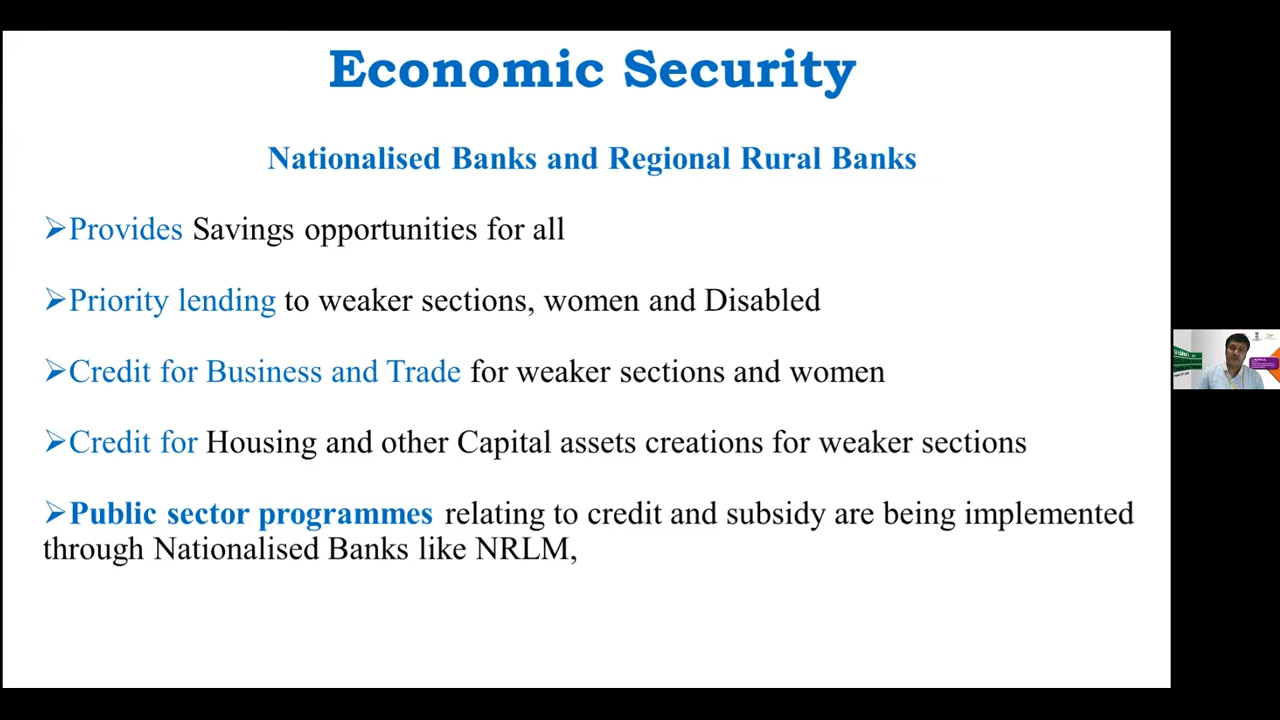 Economic Security
Nationalised Banks and Regional Rural Banks
➢Provides Savings opportunities for all
➢Priority lending to weaker sections, women and Disabled
➢Credit for Business and Trade for weaker sections and women
➢Credit for Housing and other Capital assets creations for weaker sections
➢Public sector programmes relating to credit and subsidy are being implemented
through Nationalised Banks like NRLM,